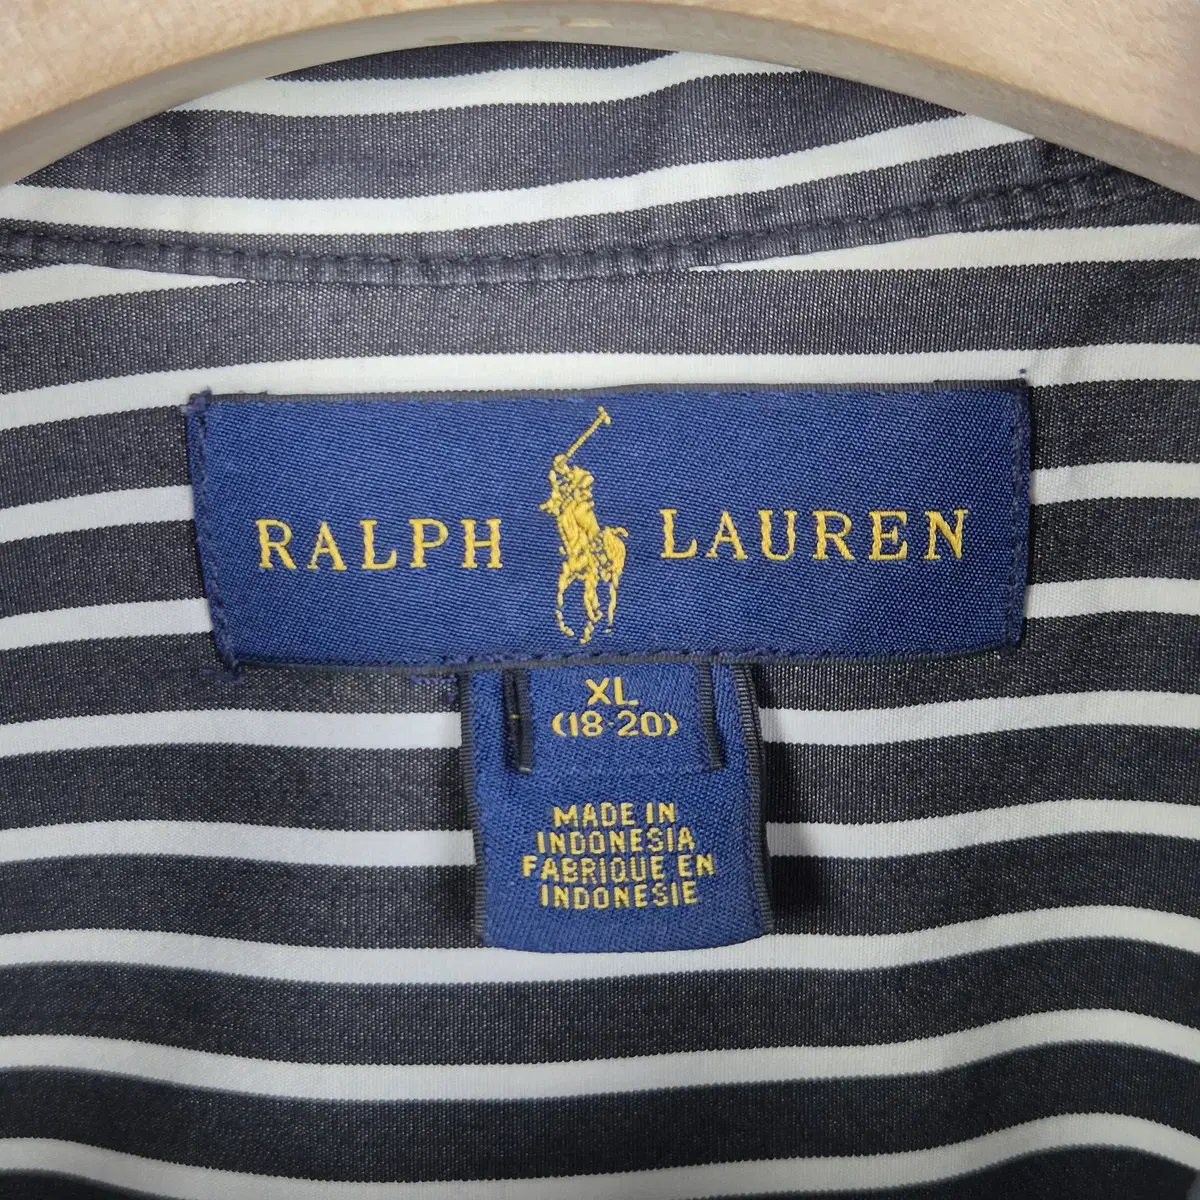 RALPH LAUREN
XL
(18-20)
MADE IN
INDONESIA
FABRIQUE EN
INDONESIE